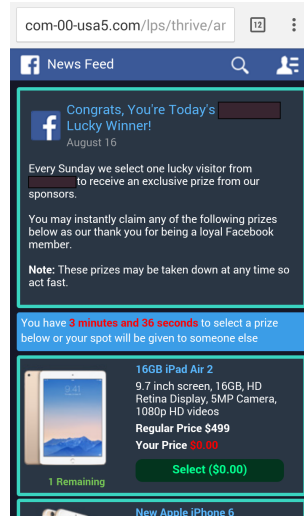 com-00-usa5.com/lps/thrive/ar
12
News Feed
Congrats, You're Today's
Lucky Winner!
August 16
Every Sunday we select one lucky visitor from
to receive an exclusive prize from our
sponsors.
You may instantly claim any of the following prizes
below as our thank you for being a loyal Facebook
member.
Note: These prizes may be taken down at any time so
act fast.
You have 3 minutes and 36 seconds to select a prize
below or your spot will be given to someone else
16GB iPad Air 2
9.7 inch screen, 16GB, HD
Retina Display, 5MP Camera,
1080p HD videos
Regular Price $499
Your Price $0.00
Select ($0.00)
1 Remaining
New Apple iPhone 6